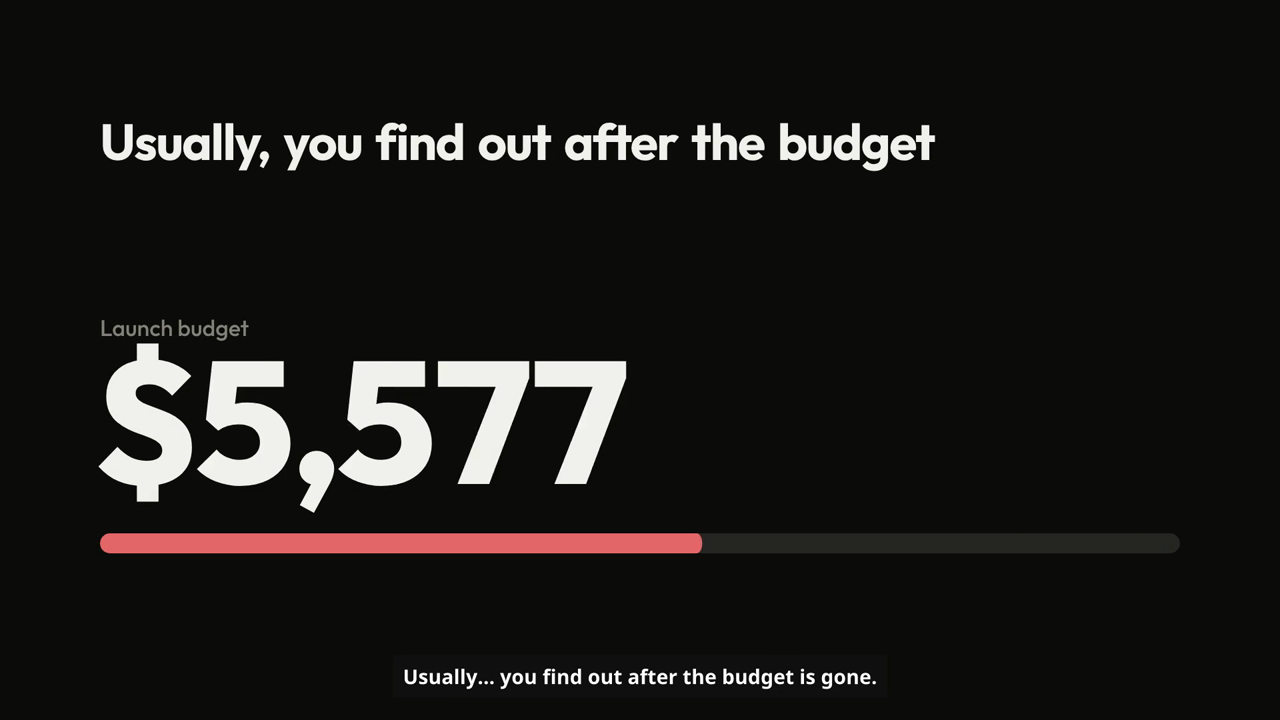 Usually, you find out after the budget
Launch budget
$5,577
Usually... you find out after the budget is gone.